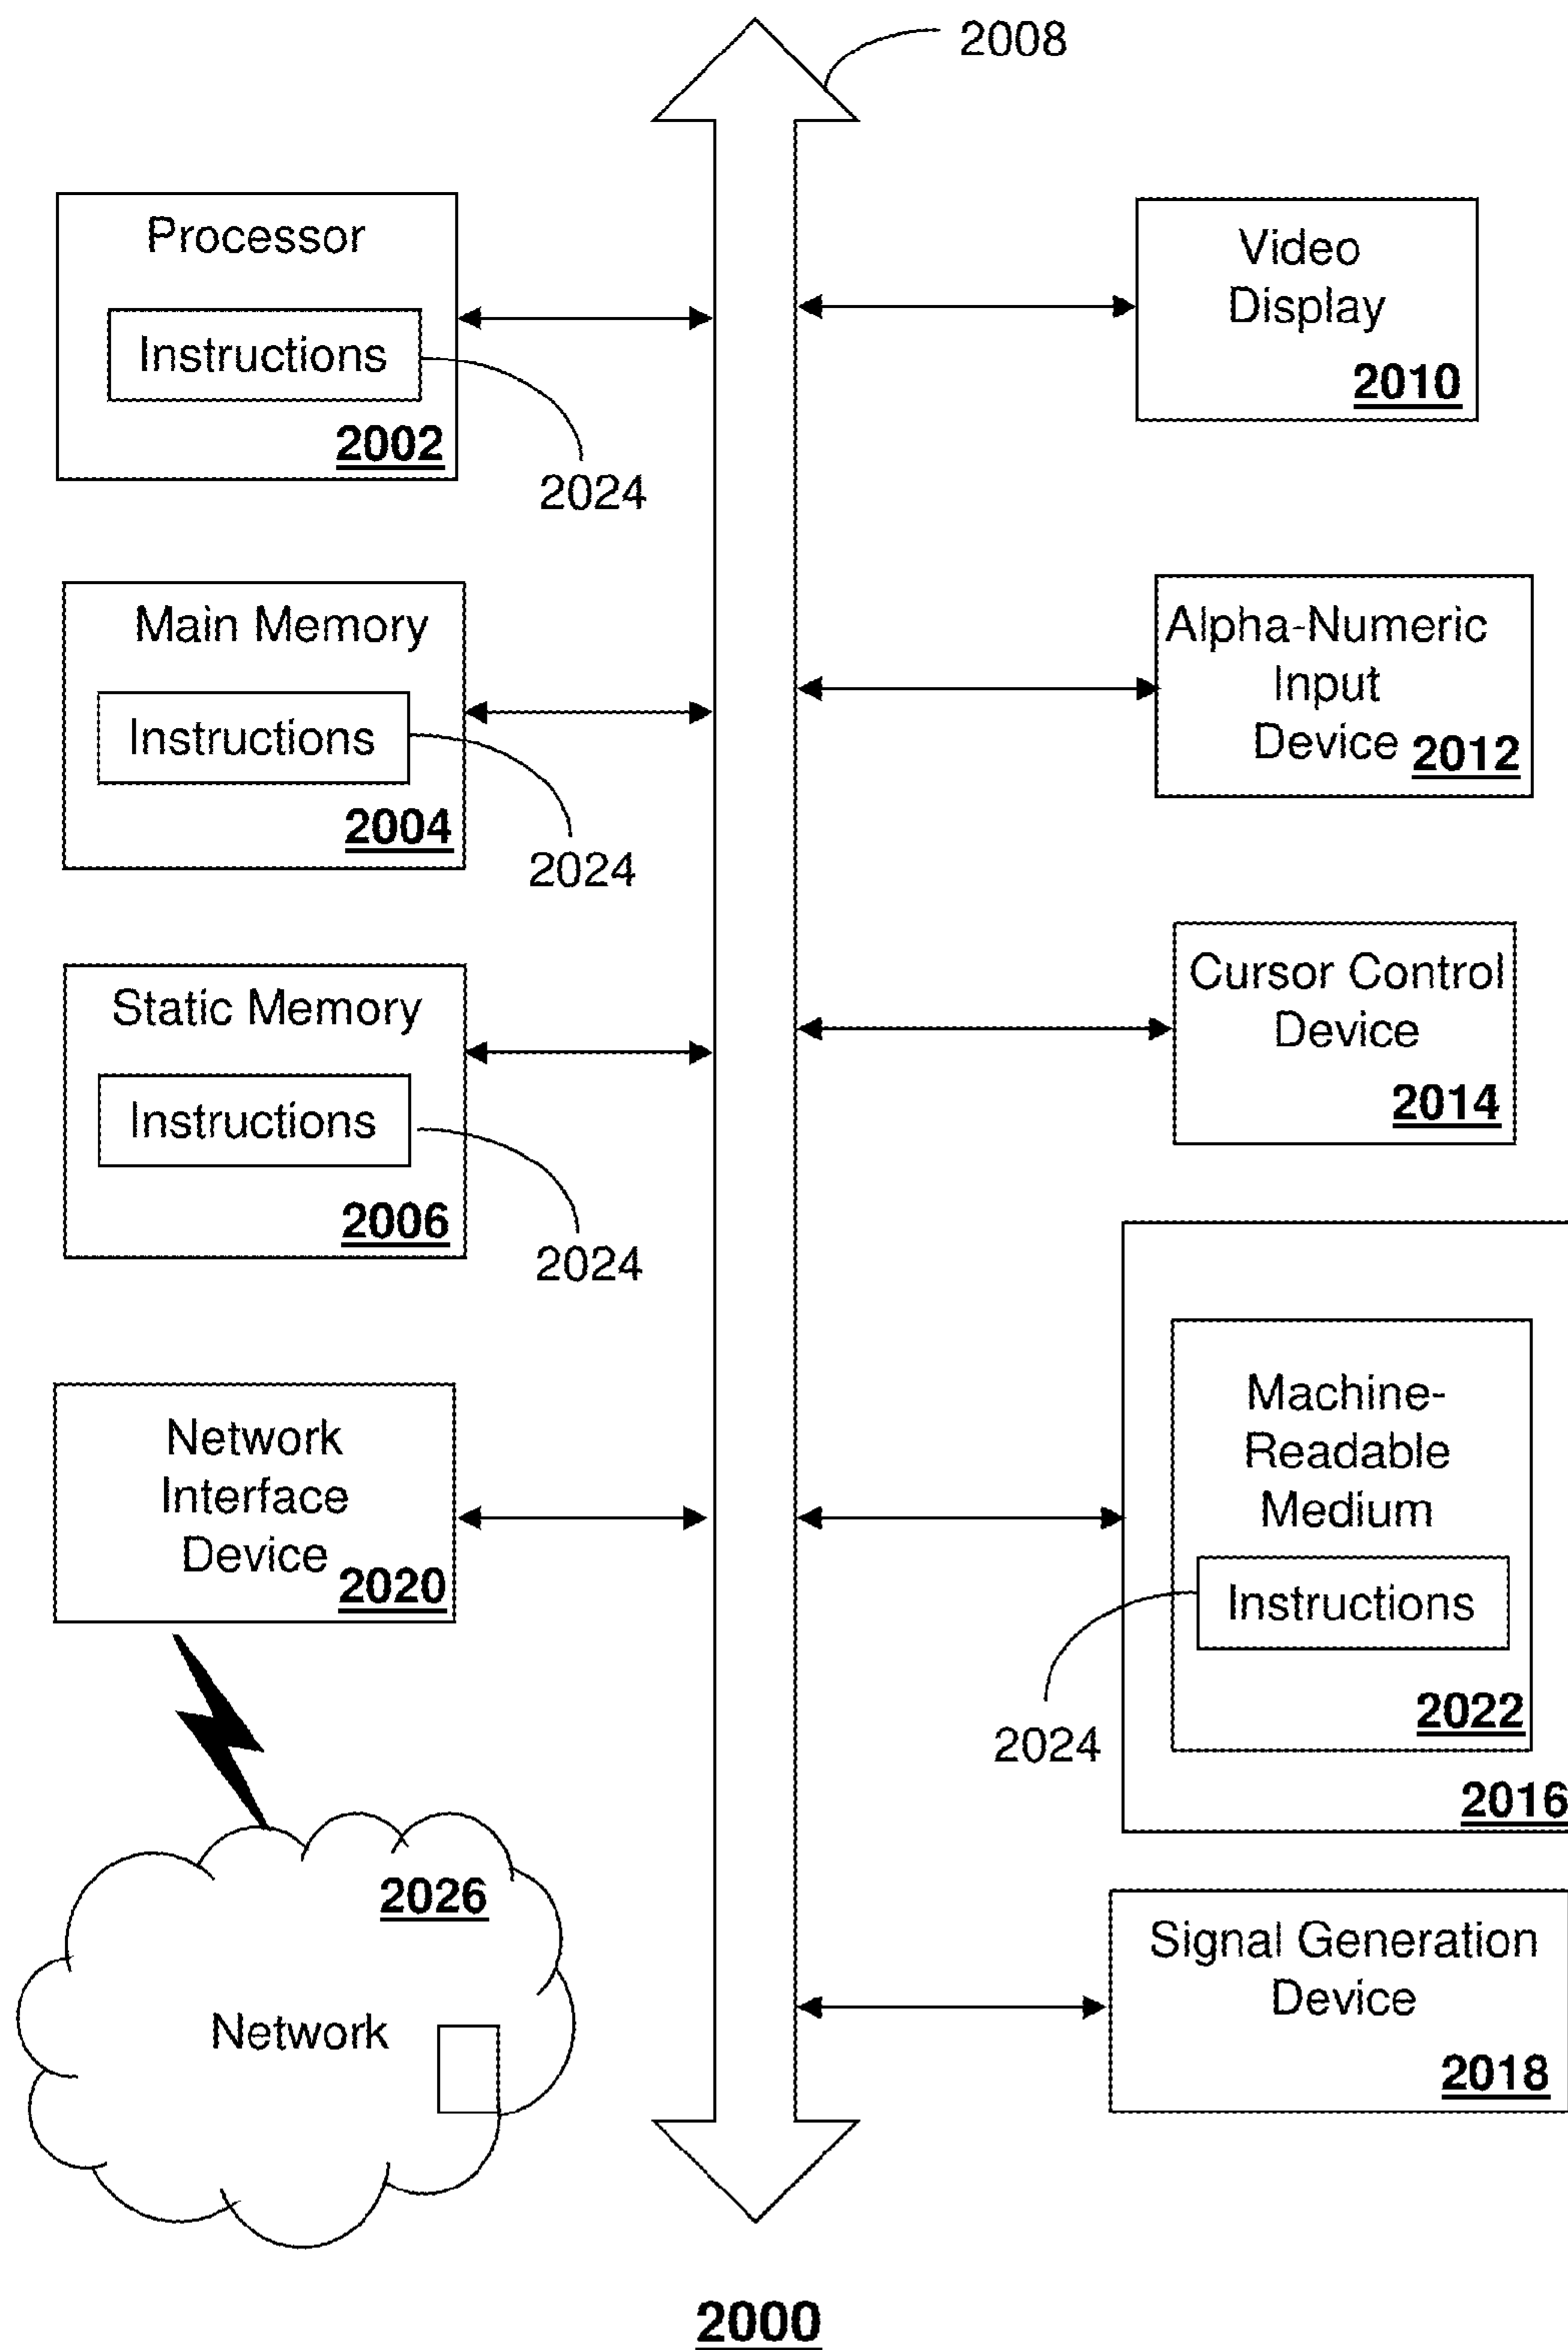 2008
Processor
Instructions
2002
2024
Main Memory
Instructions
2004
2024
Static Memory
Instructions
2006
2024
Network
Interface
Device
2020
2026
Network
Video
Display
2010
Alpha-Numeric
Input
Device 2012
Cursor Control
Device
2014
Machine-
Readable
Medium
Instructions
2022
2024
2016
Signal Generation
Device
2018
2000